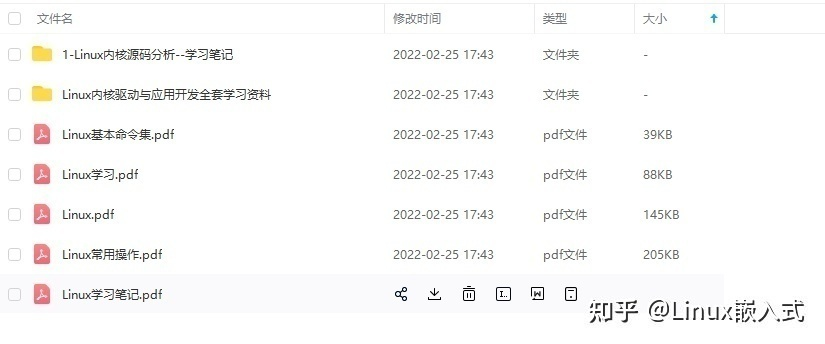 文件名 修改时间 类型 大小
1-Linux内核源码分析--学习笔记 2022-02-25 17:43 文件夹 -
Linux内核驱动与应用开发全套学习资料 2022-02-25 17:43 文件夹 -
Linux基本命令集.pdf 2022-02-25 17:43 pdf文件 39KB
Linux学习.pdf 2022-02-25 17:43 pdf文件 88KB
Linux.pdf 2022-02-25 17:43 pdf文件 145KB
Linux常用操作.pdf 2022-02-25 17:43 pdf文件 205KB
Linux学习笔记.pdf
知乎 @Linux嵌入式